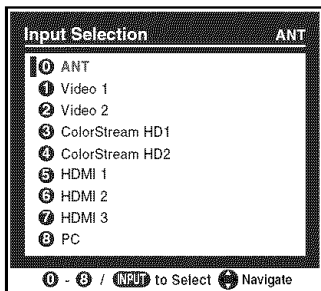 Input Selection ANT
0 ANT
1 Video 1
2 Video 2
3 ColorStream HD1
4 ColorStream HD2
5 HDMI 1
6 HDMI 2
7 HDMI 3
8 PC
0 - 8 / INPUT to Select Navigate